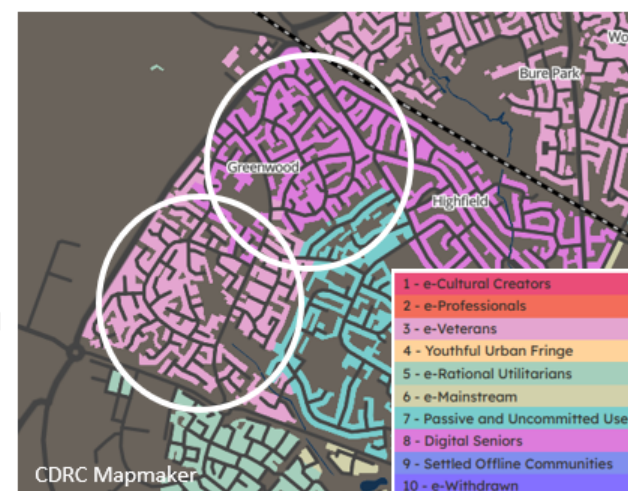 Wo
Bure Park
Greenwood
Highfield
1 - e-Cultural Creators
2 - e-Professionals
3 - e-Veterans
4 - Youthful Urban Fringe
5 - e-Rational Utilitarians
6 - e-Mainstream
7 - Passive and Uncommitted Use
8 - Digital Seniors
9 - Settled Offline Communities
10 - e-Withdrawn
CDRC Mapmaker